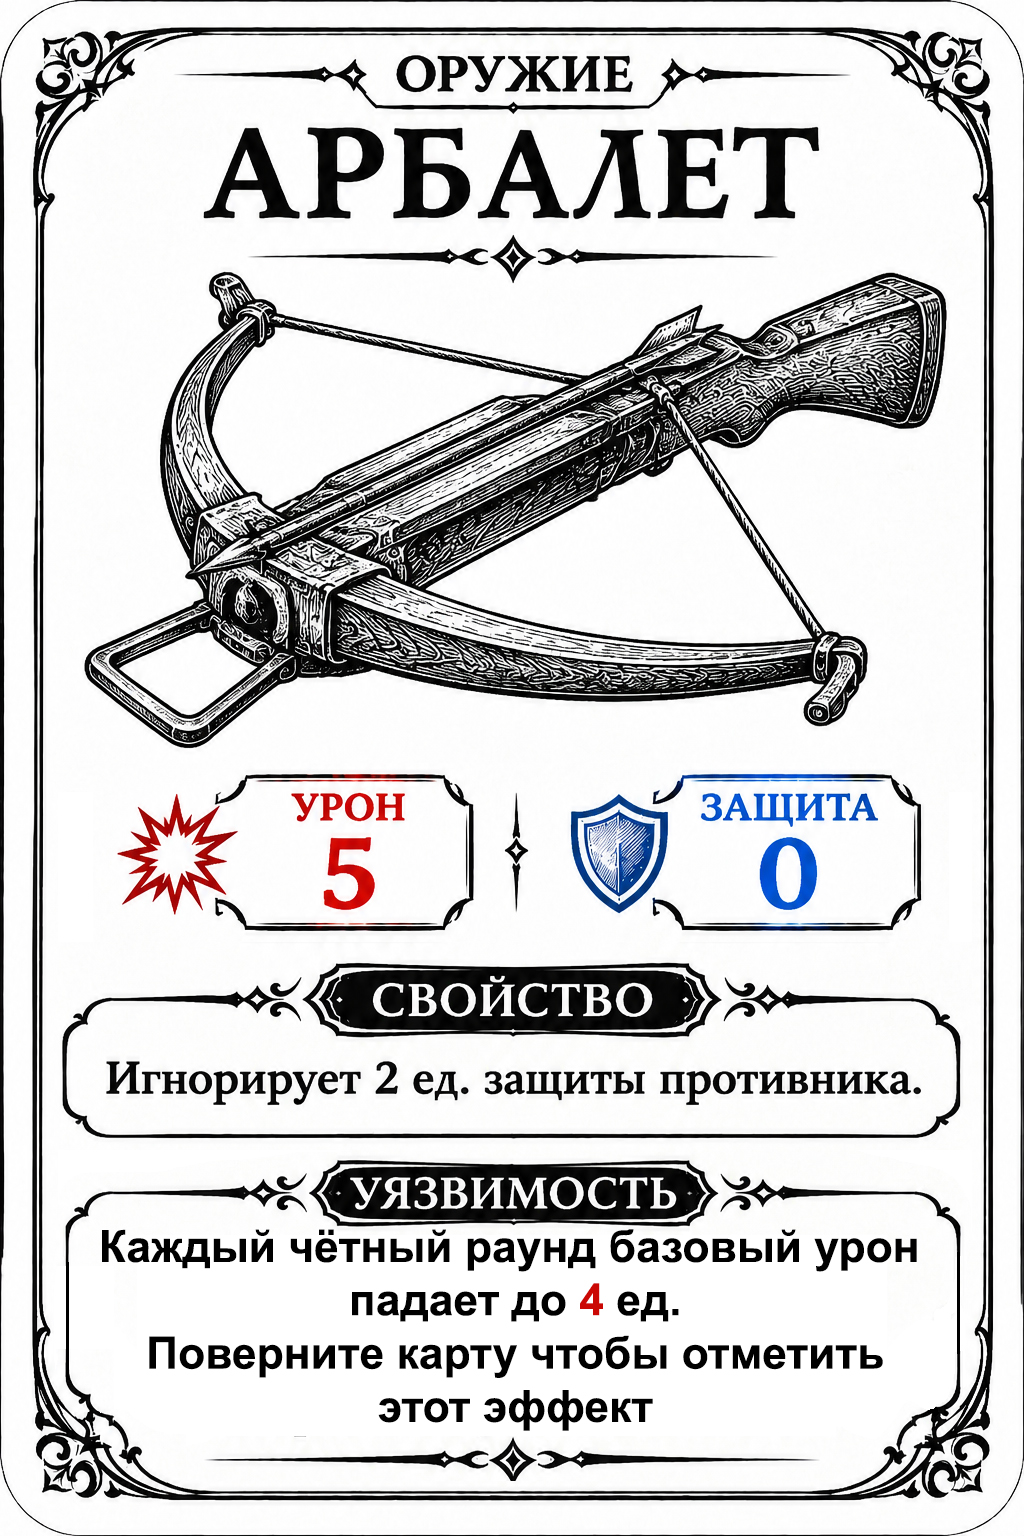 ОРУЖИЕ
АРБАЛЕТ
УРОН
5
ЗАЩИТА
0
СВОЙСТВО
Игнорирует 2 ед. защиты противника.
УЯЗВИМОСТЬ
Каждый чётный раунд базовый урон
падает до 4 ед.
Поверните карту чтобы отметить
этот эффект